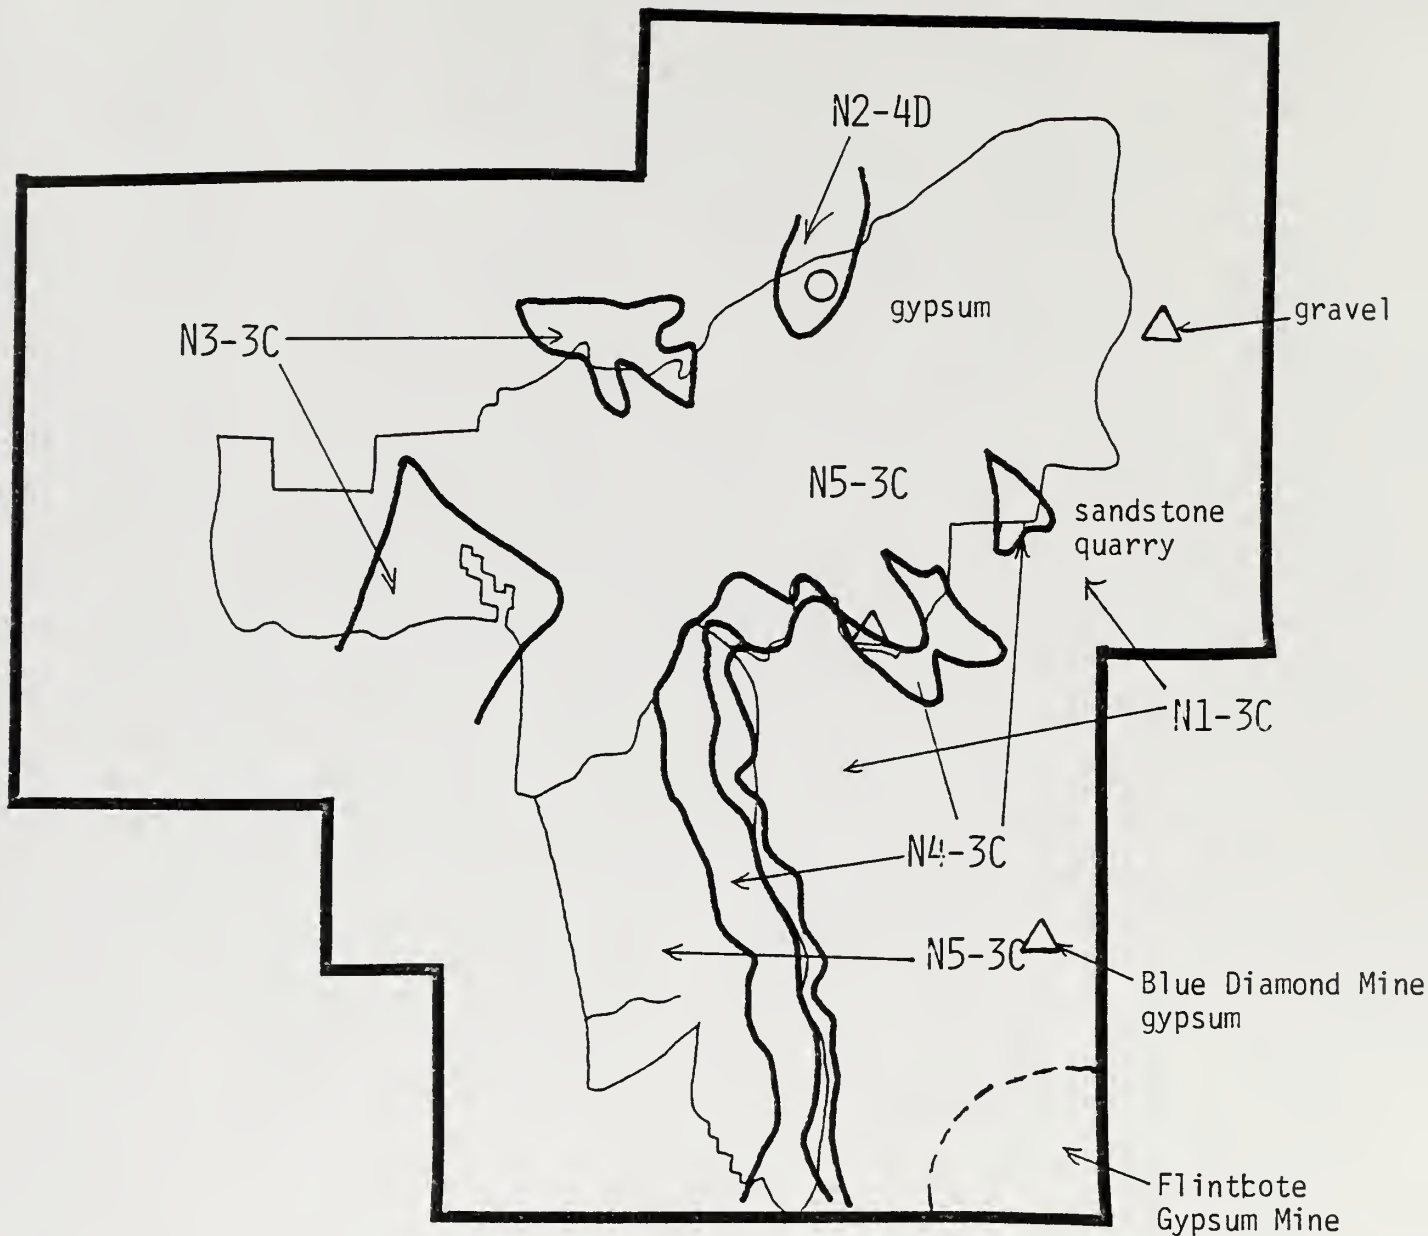 N2-4D
gypsum
gravel
N3-3C
N5-3C
sandstone
quarry
N1-3C
N4-3C
N5-3C
Blue Diamond Mine
gypsum
Flintkote
Gypsum Mine